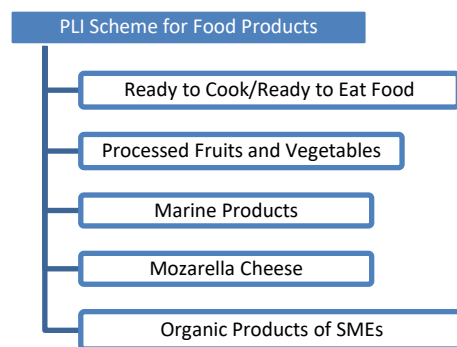 PLI Scheme for Food Products
Ready to Cook/Ready to Eat Food
Processed Fruits and Vegetables
Marine Products
Mozarella Cheese
Organic Products of SMEs